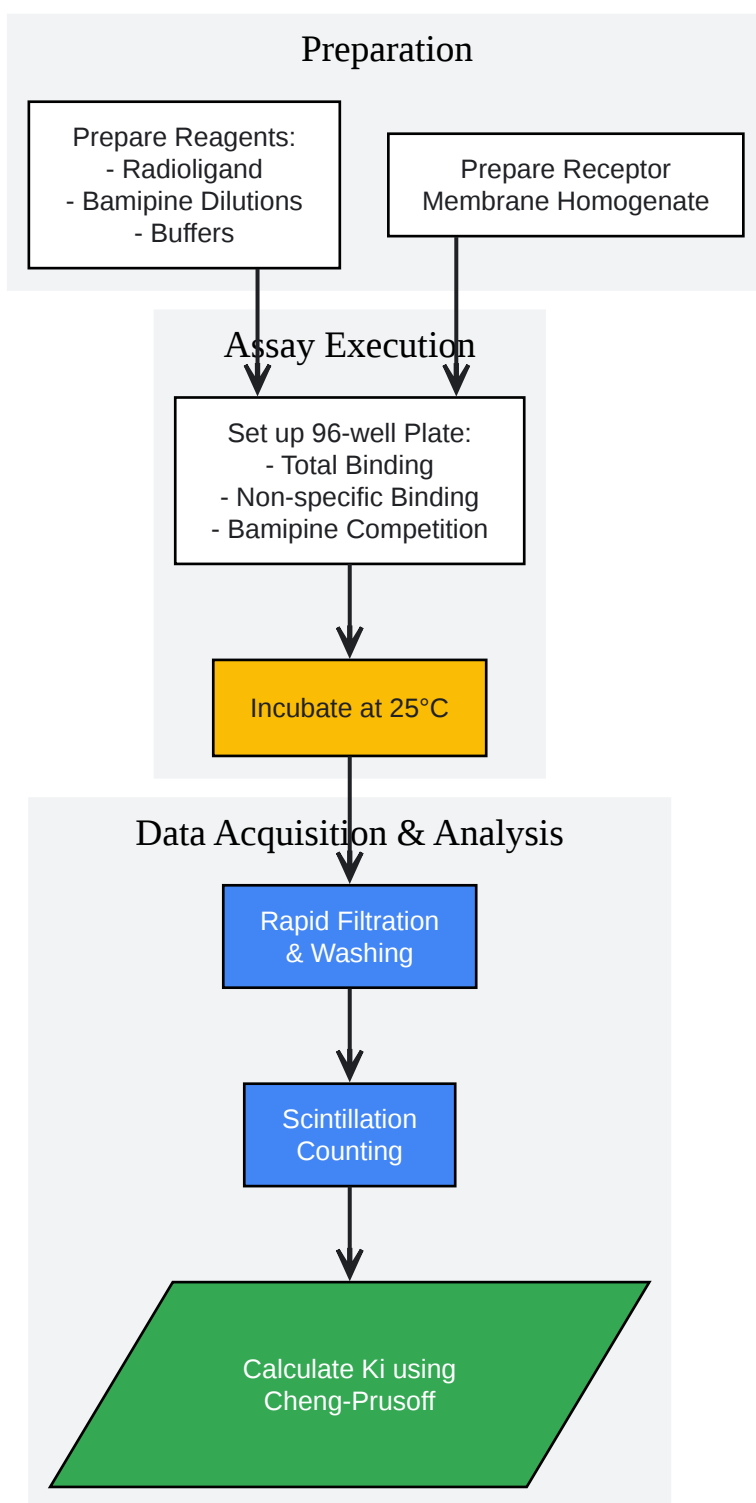 Preparation
Prepare Reagents:
- Radioligand
- Bamipine Dilutions
- Buffers
Prepare Receptor
Membrane Homogenate
Assay Execution
Set up 96-well Plate:
- Total Binding
- Non-specific Binding
- Bamipine Competition
Incubate at 25°C
Data Acquisition & Analysis
Rapid Filtration
& Washing
Scintillation
Counting
Calculate Ki using
Cheng-Prusoff